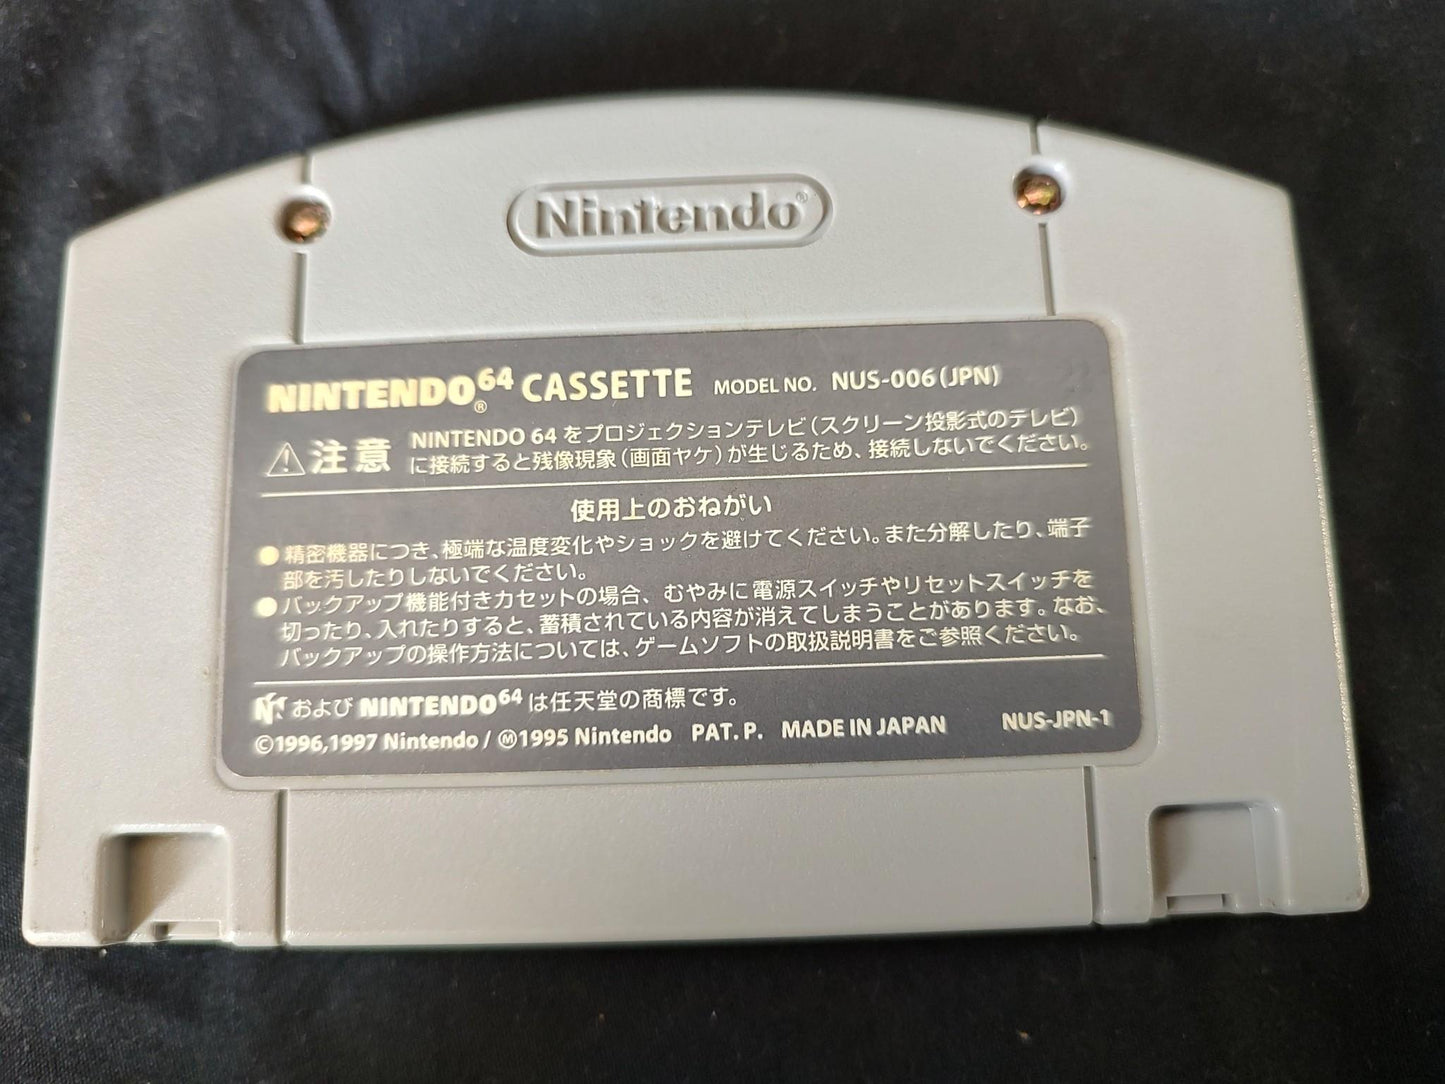 Nintendo®
NINTENDO®64 CASSETTE MODEL NO. NUS-006(JPN)
⚠注意 NINTENDO 64 をプロジェクションテレビ(スクリーン投影式のテレビ)
に接続すると残像現象(画面ヤケ)が生じるため、接続しないでください。
使用上のおねがい
●精密機器につき、極端な温度変化やショックを避けてください。また分解したり、端子
部を汚したりしないでください。
●バックアップ機能付きカセットの場合、むやみに電源スイッチやリセットスイッチを
切ったり、入れたりすると、蓄積されている内容が消えてしまうことがあります。なお、
バックアップの操作方法については、ゲームソフトの取扱説明書をご参照ください。
および NINTENDO64 は任天堂の商標です。
©1996,1997 Nintendo / Ⓜ1995 Nintendo PAT. P. MADE IN JAPAN NUS-JPN-1